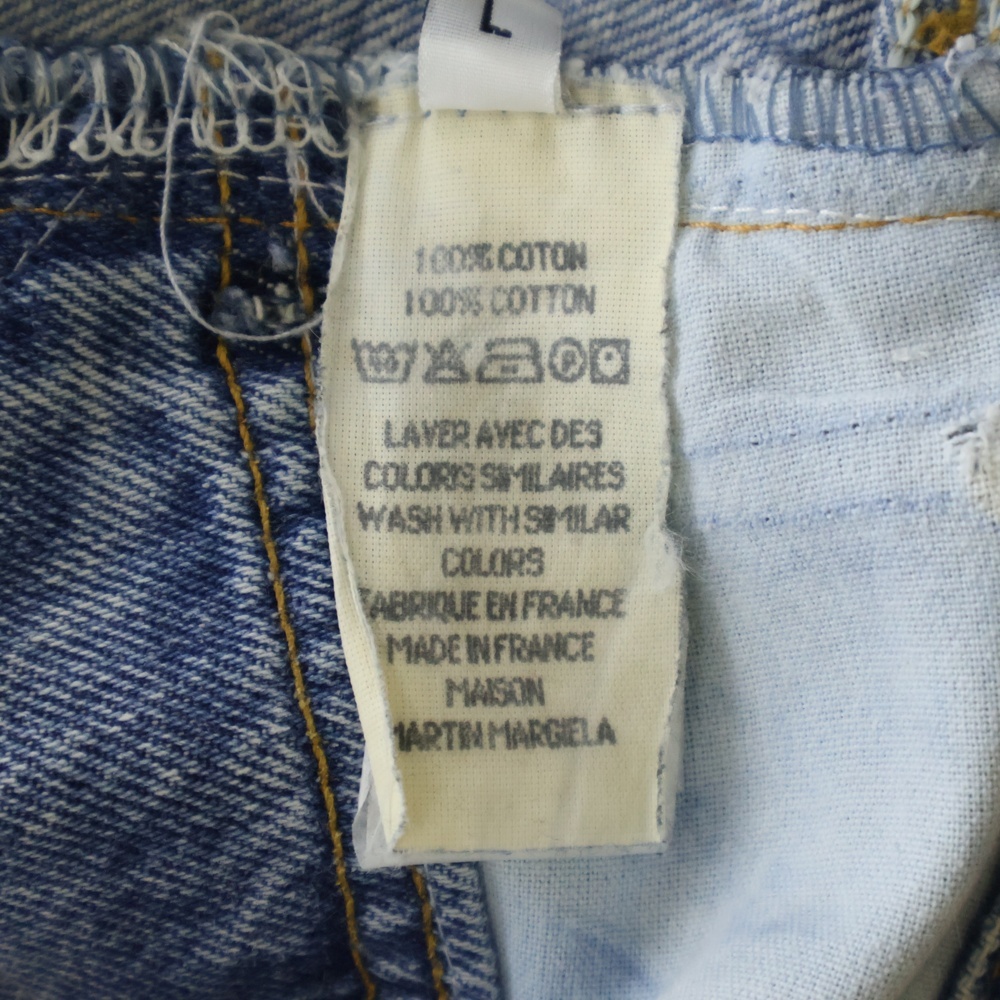 L
100% COTON
100% COTTON
LAVER AVEC DES
COLORIS SIMILAIRES
WASH WITH SIMILAR
COLORS
FABRIQUE EN FRANCE
MADE IN FRANCE
MAISON
MARTIN MARGIELA